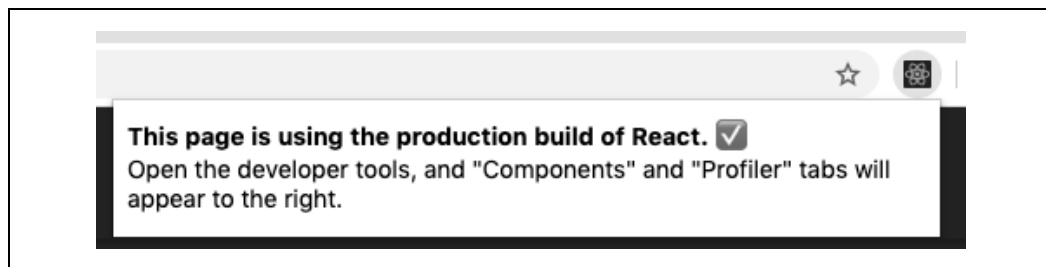 This page is using the production build of React. ✅
Open the developer tools, and "Components" and "Profiler" tabs will
appear to the right.